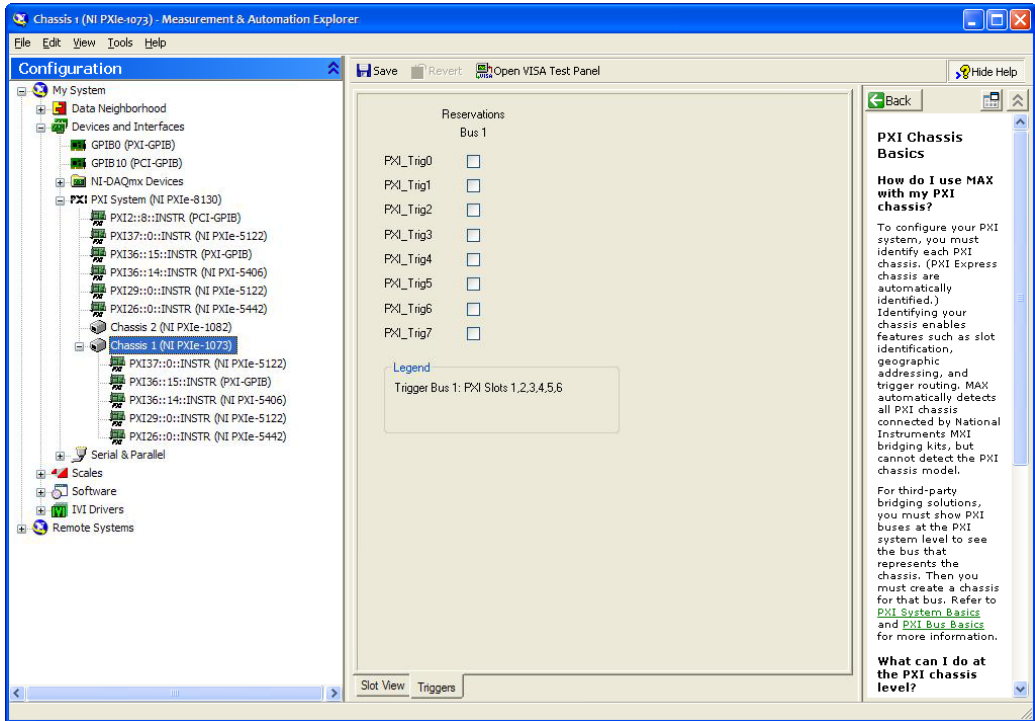 Chassis 1 (NI PXIe-1073) - Measurement & Automation Explorer
File Edit View Tools Help
Configuration
My System
Data Neighborhood
Devices and Interfaces
GPIB0 (PXI-GPIB)
GPIB10 (PCI-GPIB)
NI-DAQmx Devices
PXI PXI System (NI PXIe-8130)
PXI2::8::INSTR (PCI-GPIB)
PXI37::0::INSTR (NI PXIe-5122)
PXI36::15::INSTR (PXI-GPIB)
PXI36::14::INSTR (NI PXI-5406)
PXI29::0::INSTR (NI PXIe-5122)
PXI26::0::INSTR (NI PXIe-5442)
Chassis 2 (NI PXIe-1082)
Chassis 1 (NI PXIe-1073)
PXI37::0::INSTR (NI PXIe-5122)
PXI36::15::INSTR (PXI-GPIB)
PXI36::14::INSTR (NI PXI-5406)
PXI29::0::INSTR (NI PXIe-5122)
PXI26::0::INSTR (NI PXIe-5442)
Serial & Parallel
Scales
Software
IVI Drivers
Remote Systems
Save Revert Open VISA Test Panel Hide Help
Reservations
Bus 1
PXI_Trig0
PXI_Trig1
PXI_Trig2
PXI_Trig3
PXI_Trig4
PXI_Trig5
PXI_Trig6
PXI_Trig7
Legend
Trigger Bus 1: PXI Slots 1,2,3,4,5,6
Slot View Triggers
Back
PXI Chassis
Basics
How do I use MAX
with my PXI
chassis?
To configure your PXI
system, you must
identify each PXI
chassis. (PXI Express
chassis are
automatically
identified.)
Identifying your
chassis enables
features such as slot
identification,
geographic
addressing, and
trigger routing. MAX
automatically detects
all PXI chassis
connected by National
Instruments MXI
bridging kits, but
cannot detect the PXI
chassis model.
For third-party
bridging solutions,
you must show PXI
buses at the PXI
system level to see
the bus that
represents the
chassis. Then you
must create a chassis
for that bus. Refer to
PXI System Basics
and PXI Bus Basics
for more information.
What can I do at
the PXI chassis
level?